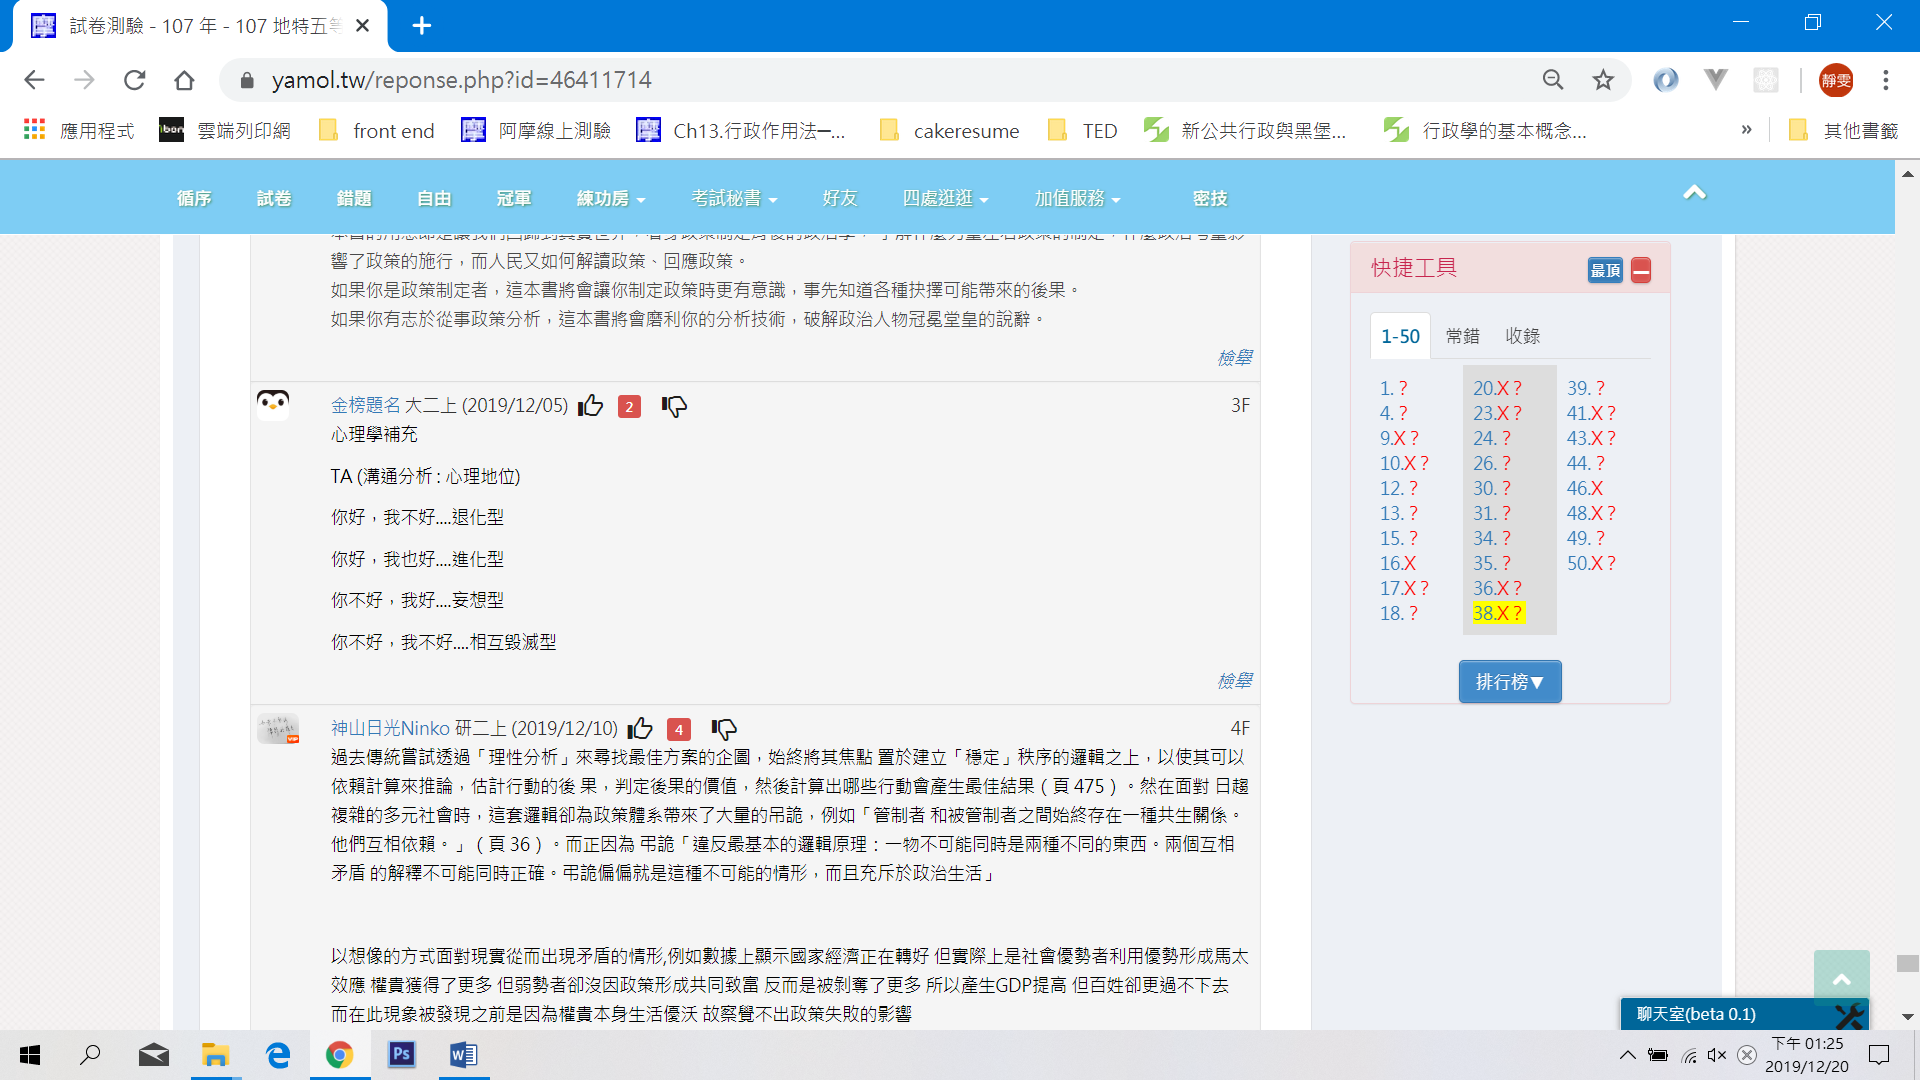 試卷測驗 - 107 年 - 107 地特五等
yamol.tw/reponse.php?id=46411714
靜雯
應用程式
ibon
雲端列印網
front end
阿摩線上測驗
Ch13.行政作用法─...
cakeresume
TED
新公共行政與黑堡...
行政學的基本概念...
»
其他書籤
循序
試卷
錯題
自由
冠軍
練功房
考試秘書
好友
四處逛逛
加值服務
密技
響了政策的施行，而人民又如何解讀政策、回應政策。
如果你是政策制定者，這本書將會讓你制定政策時更有意識，事先知道各種抉擇可能帶來的後果。
如果你有志於從事政策分析，這本書將會磨利你的分析技術，破解政治人物冠冕堂皇的說辭。
檢舉
金榜題名 大二上 (2019/12/05) 2 3F
心理學補充
TA (溝通分析 : 心理地位)
你好，我不好....退化型
你好，我也好....進化型
你不好，我好....妄想型
你不好，我不好....相互毀滅型
檢舉
神山日光Ninko 研二上 (2019/12/10) 4 4F
過去傳統嘗試透過「理性分析」來尋找最佳方案的企圖，始終將其焦點 置於建立「穩定」秩序的邏輯之上，以使其可以
依賴計算來推論，估計行動的後 果，判定後果的價值，然後計算出哪些行動會產生最佳結果（頁 475）。然在面對 日趨
複雜的多元社會時，這套邏輯卻為政策體系帶來了大量的弔詭，例如「管制者 和被管制者之間始終存在一種共生關係。
他們互相依賴。」（頁 36）。而正因為 弔詭「違反最基本的邏輯原理：一物不可能同時是兩種不同的東西。兩個互相
矛盾 的解釋不可能同時正確。弔詭偏偏就是這種不可能的情形，而且充斥於政治生活」
以想像的方式面對現實從而出現矛盾的情形,例如數據上顯示國家經濟正在轉好 但實際上是社會優勢者利用優勢形成馬太
效應 權貴獲得了更多 但弱勢者卻沒因政策形成共同致富 反而是被剝奪了更多 所以產生GDP提高 但百姓卻更過不下去
而在此現象被發現之前是因為權貴本身生活優沃 故察覺不出政策失敗的影響
快捷工具
最頂
1-50
常錯
收錄
1. ?
4. ?
9.X ?
10.X ?
12. ?
13. ?
15. ?
16.X
17.X ?
18. ?
20.X ?
23.X ?
24. ?
26. ?
30. ?
31. ?
34. ?
35. ?
36.X ?
38.X ?
39. ?
41.X ?
43.X ?
44. ?
46.X
48.X ?
49. ?
50.X ?
排行榜▼
聊天室(beta 0.1)
Ps
下午 01:25
2019/12/20